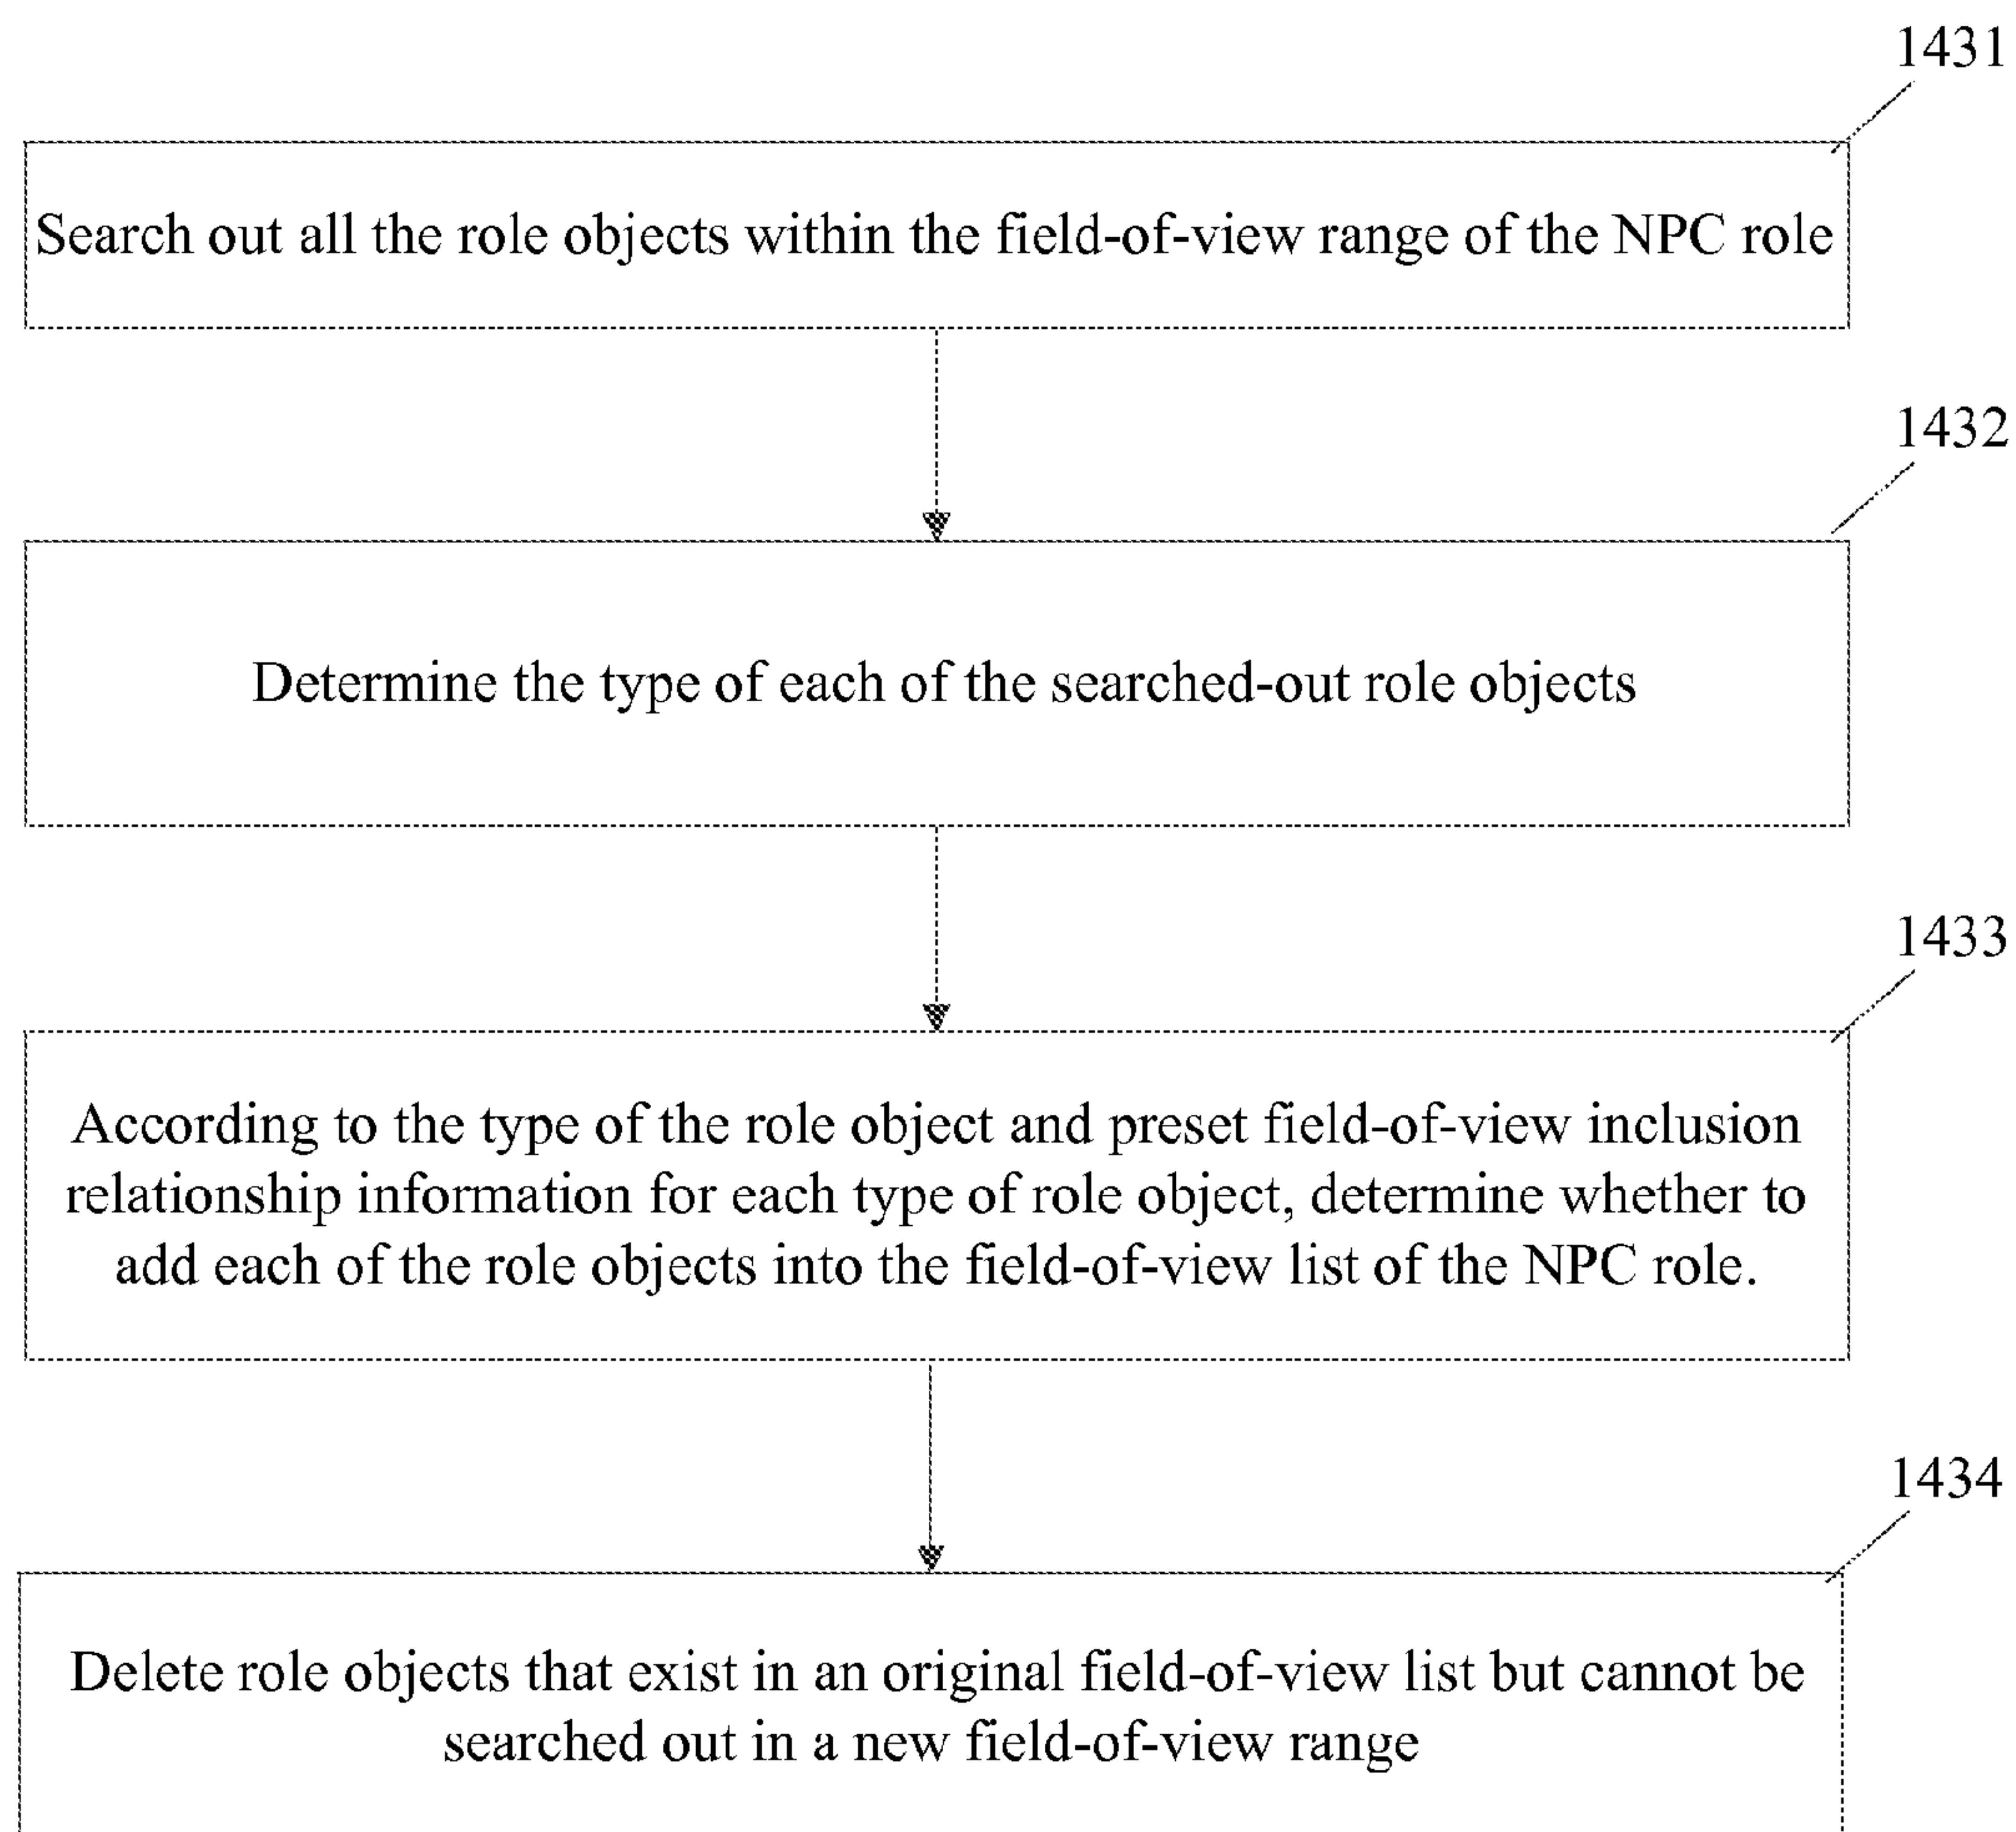 1431
Search out all the role objects within the field-of-view range of the NPC role
1432
Determine the type of each of the searched-out role objects
1433
According to the type of the role object and preset field-of-view inclusion
relationship information for each type of role object, determine whether to
add each of the role objects into the field-of-view list of the NPC role.
1434
Delete role objects that exist in an original field-of-view list but cannot be
searched out in a new field-of-view range